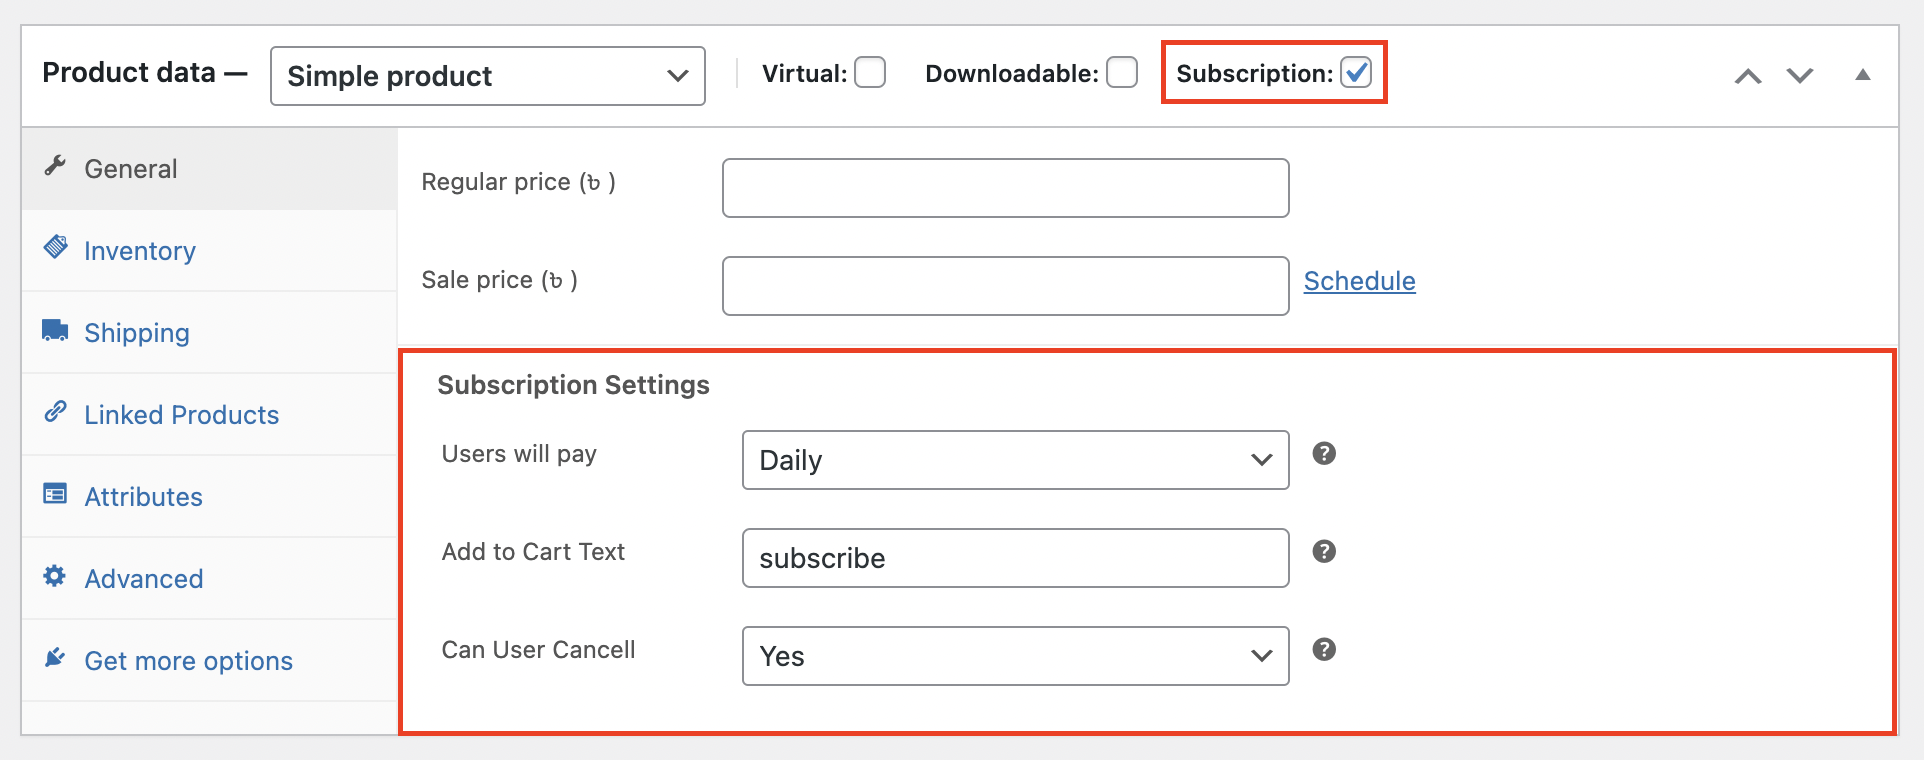 Product data —
Simple product
Virtual:
Downloadable:
Subscription:
General
Inventory
Shipping
Linked Products
Attributes
Advanced
Get more options
Regular price (৳ )
Sale price (৳ )
Schedule
Subscription Settings
Users will pay
Daily
Add to Cart Text
subscribe
Can User Cancell
Yes